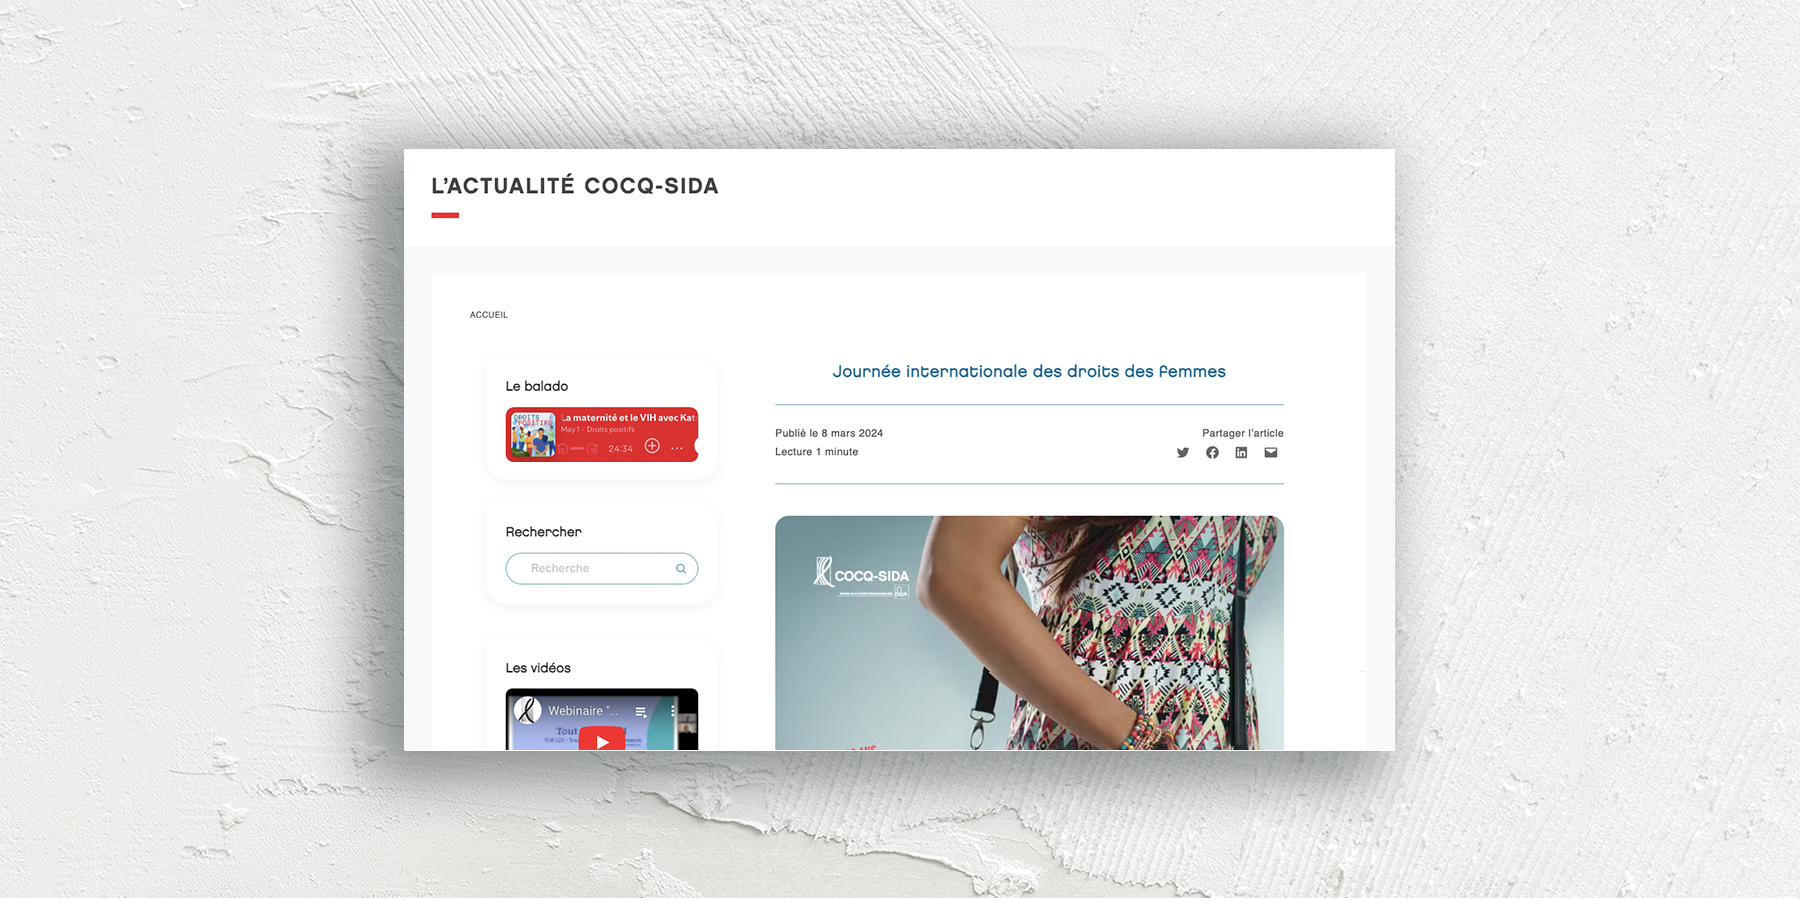 L'ACTUALITÉ COCQ-SIDA
ACCUEIL
Le balado
DROITS
POSITIFS
La maternité et le VIH avec Kat
May 1 · Droits positifs
24:34
Rechercher
Recherche
Les vidéos
Webinaire "...
Tout
Journée internationale des droits des femmes
Publié le 8 mars 2024
Lecture 1 minute
Partager l'article
COCQ-SIDA
ANS